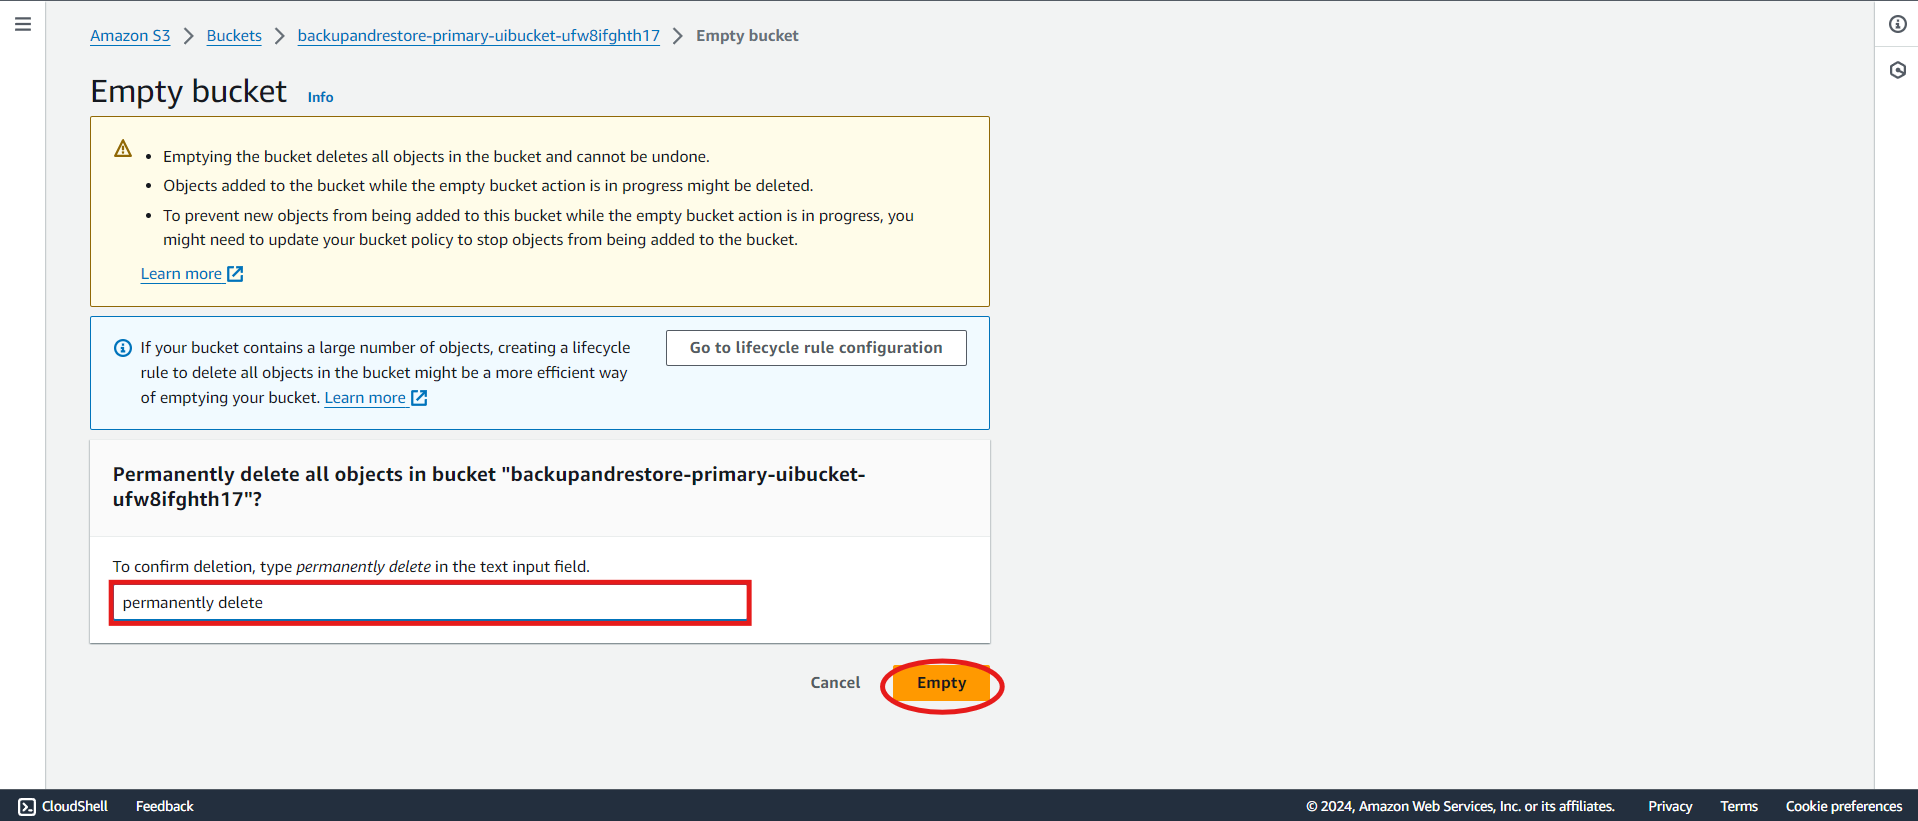 Amazon S3 > Buckets > backupandrestore-primary-uibucket-ufw8ifghth17 > Empty bucket
Empty bucket Info
• Emptying the bucket deletes all objects in the bucket and cannot be undone.
• Objects added to the bucket while the empty bucket action is in progress might be deleted.
• To prevent new objects from being added to this bucket while the empty bucket action is in progress, you
might need to update your bucket policy to stop objects from being added to the bucket.
Learn more
If your bucket contains a large number of objects, creating a lifecycle
rule to delete all objects in the bucket might be a more efficient way
of emptying your bucket. Learn more
Go to lifecycle rule configuration
Permanently delete all objects in bucket "backupandrestore-primary-uibucket-
ufw8ifghth17"?
To confirm deletion, type permanently delete in the text input field.
permanently delete
Cancel Empty
CloudShell Feedback © 2024, Amazon Web Services, Inc. or its affiliates. Privacy Terms Cookie preferences